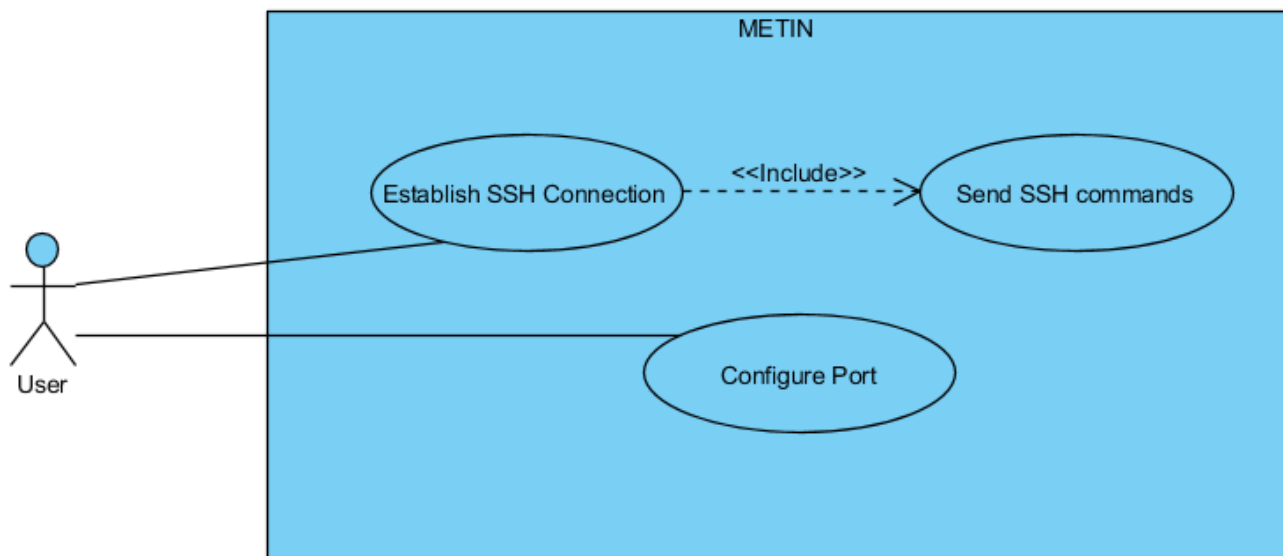 METIN
Establish SSH Connection
<<Include>>
Send SSH commands
User
Configure Port